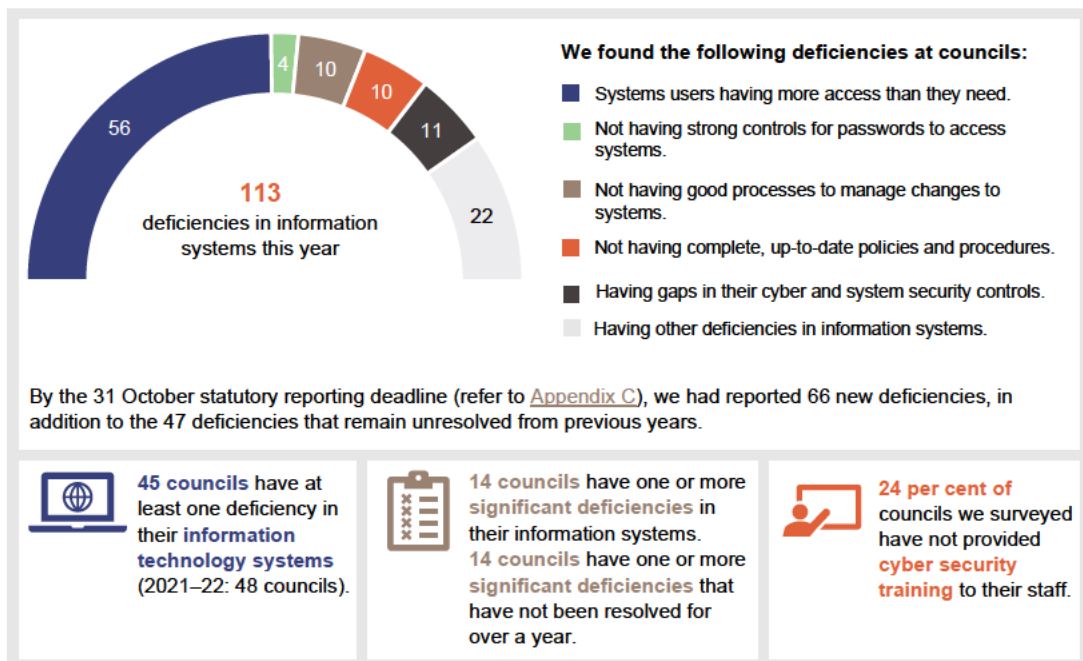 56
4
10
10
11
22
113
deficiencies in information
systems this year
We found the following deficiencies at councils:
Systems users having more access than they need.
Not having strong controls for passwords to access
systems.
Not having good processes to manage changes to
systems.
Not having complete, up-to-date policies and procedures.
Having gaps in their cyber and system security controls.
Having other deficiencies in information systems.
By the 31 October statutory reporting deadline (refer to Appendix C), we had reported 66 new deficiencies, in
addition to the 47 deficiencies that remain unresolved from previous years.
45 councils have at
least one deficiency in
their information
technology systems
(2021–22: 48 councils).
14 councils have one or more
significant deficiencies in
their information systems.
14 councils have one or more
significant deficiencies that
have not been resolved for
over a year.
24 per cent of
councils we surveyed
have not provided
cyber security
training to their staff.